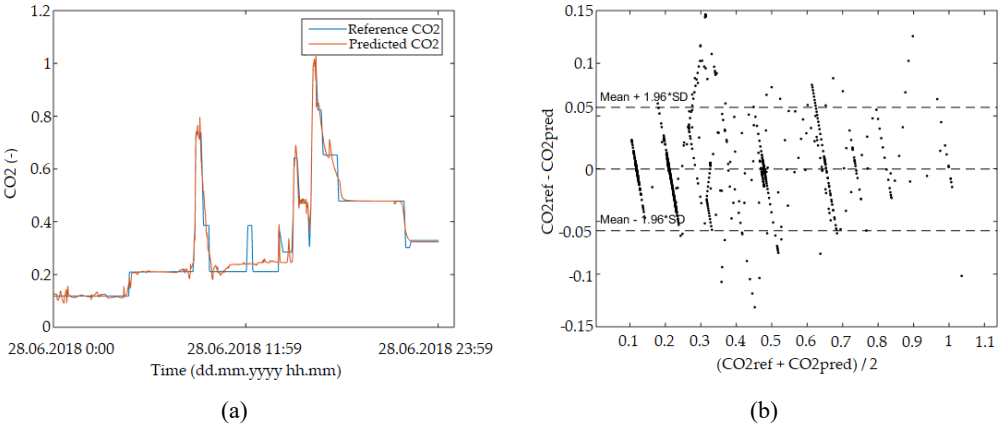 1.2
1
0.8
0.6
0.4
0.2
0
CO2 (-)
Reference CO2
Predicted CO2
28.06.2018 0:00
28.06.2018 11:59
28.06.2018 23:59
Time (dd.mm.yyyy hh.mm)
(a)
0.15
0.1
0.05
0
-0.05
-0.1
-0.15
CO2ref - CO2pred
Mean + 1.96*SD
Mean - 1.96*SD
0.1 0.2 0.3 0.4 0.5 0.6 0.7 0.8 0.9 1 1.1
(CO2ref + CO2pred) / 2
(b)